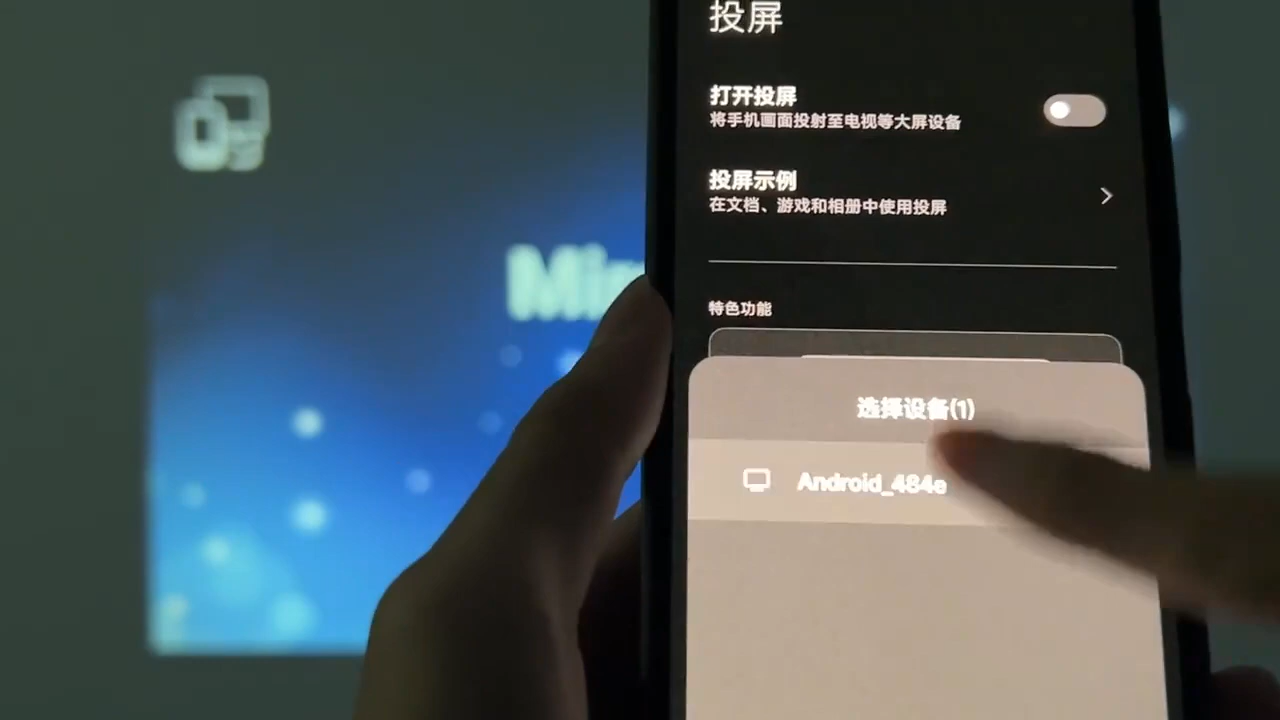 投屏
打开投屏
将手机画面投射至电视等大屏设备
投屏示例
在文档、游戏和相册中使用投屏
特色功能
选择设备(1)
Android_484e
Mir